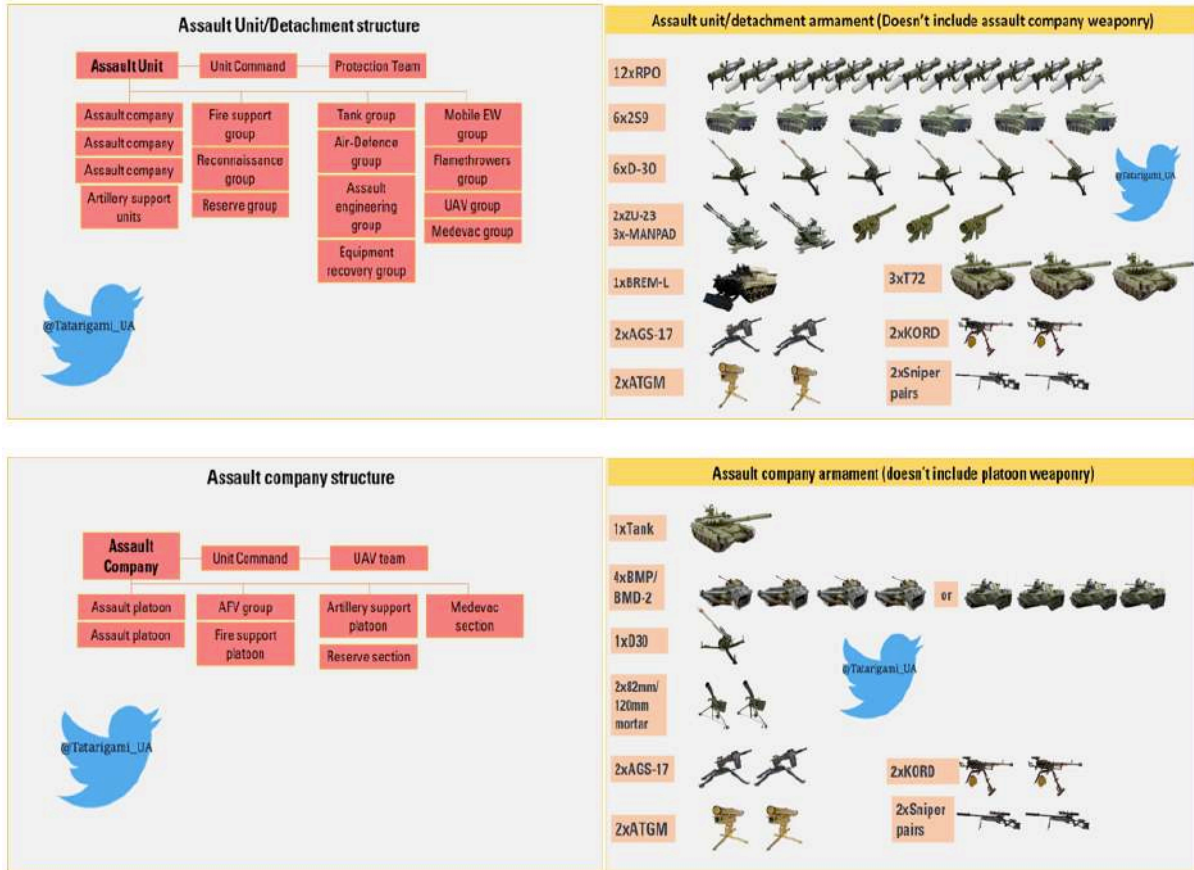 Assault Unit/Detachment structure
Assault Unit
Unit Command
Protection Team
Assault company
Assault company
Assault company
Artillery support
units
Fire support
group
Reconnaissance
group
Reserve group
Tank group
Air-Defence
group
Assault
engineering
group
Equipment
recovery group
Mobile EW
group
Flamethrowers
group
UAV group
Medevac group
@Tatarigami_UA
Assault unit/detachment armament (Doesn't include assault company weaponry)
12xRPO
6x2S9
6xD-30
2xZU-23
3x-MANPAD
1xBREM-L
3xT72
2xAGS-17
2xKORD
2xATGM
2xSniper
pairs
@Tatarigami_UA
Assault company structure
Assault
Company
Unit Command
UAV team
Assault platoon
Assault platoon
AFV group
Fire support
platoon
Artillery support
platoon
Reserve section
Medevac
section
@Tatarigami_UA
Assault company armament (doesn't include platoon weaponry)
1xTank
4xBMP/
BMD-2
or
1xD30
2x82mm/
120mm
mortar
2xAGS-17
2xKORD
2xATGM
2xSniper
pairs
@Tatarigami_UA